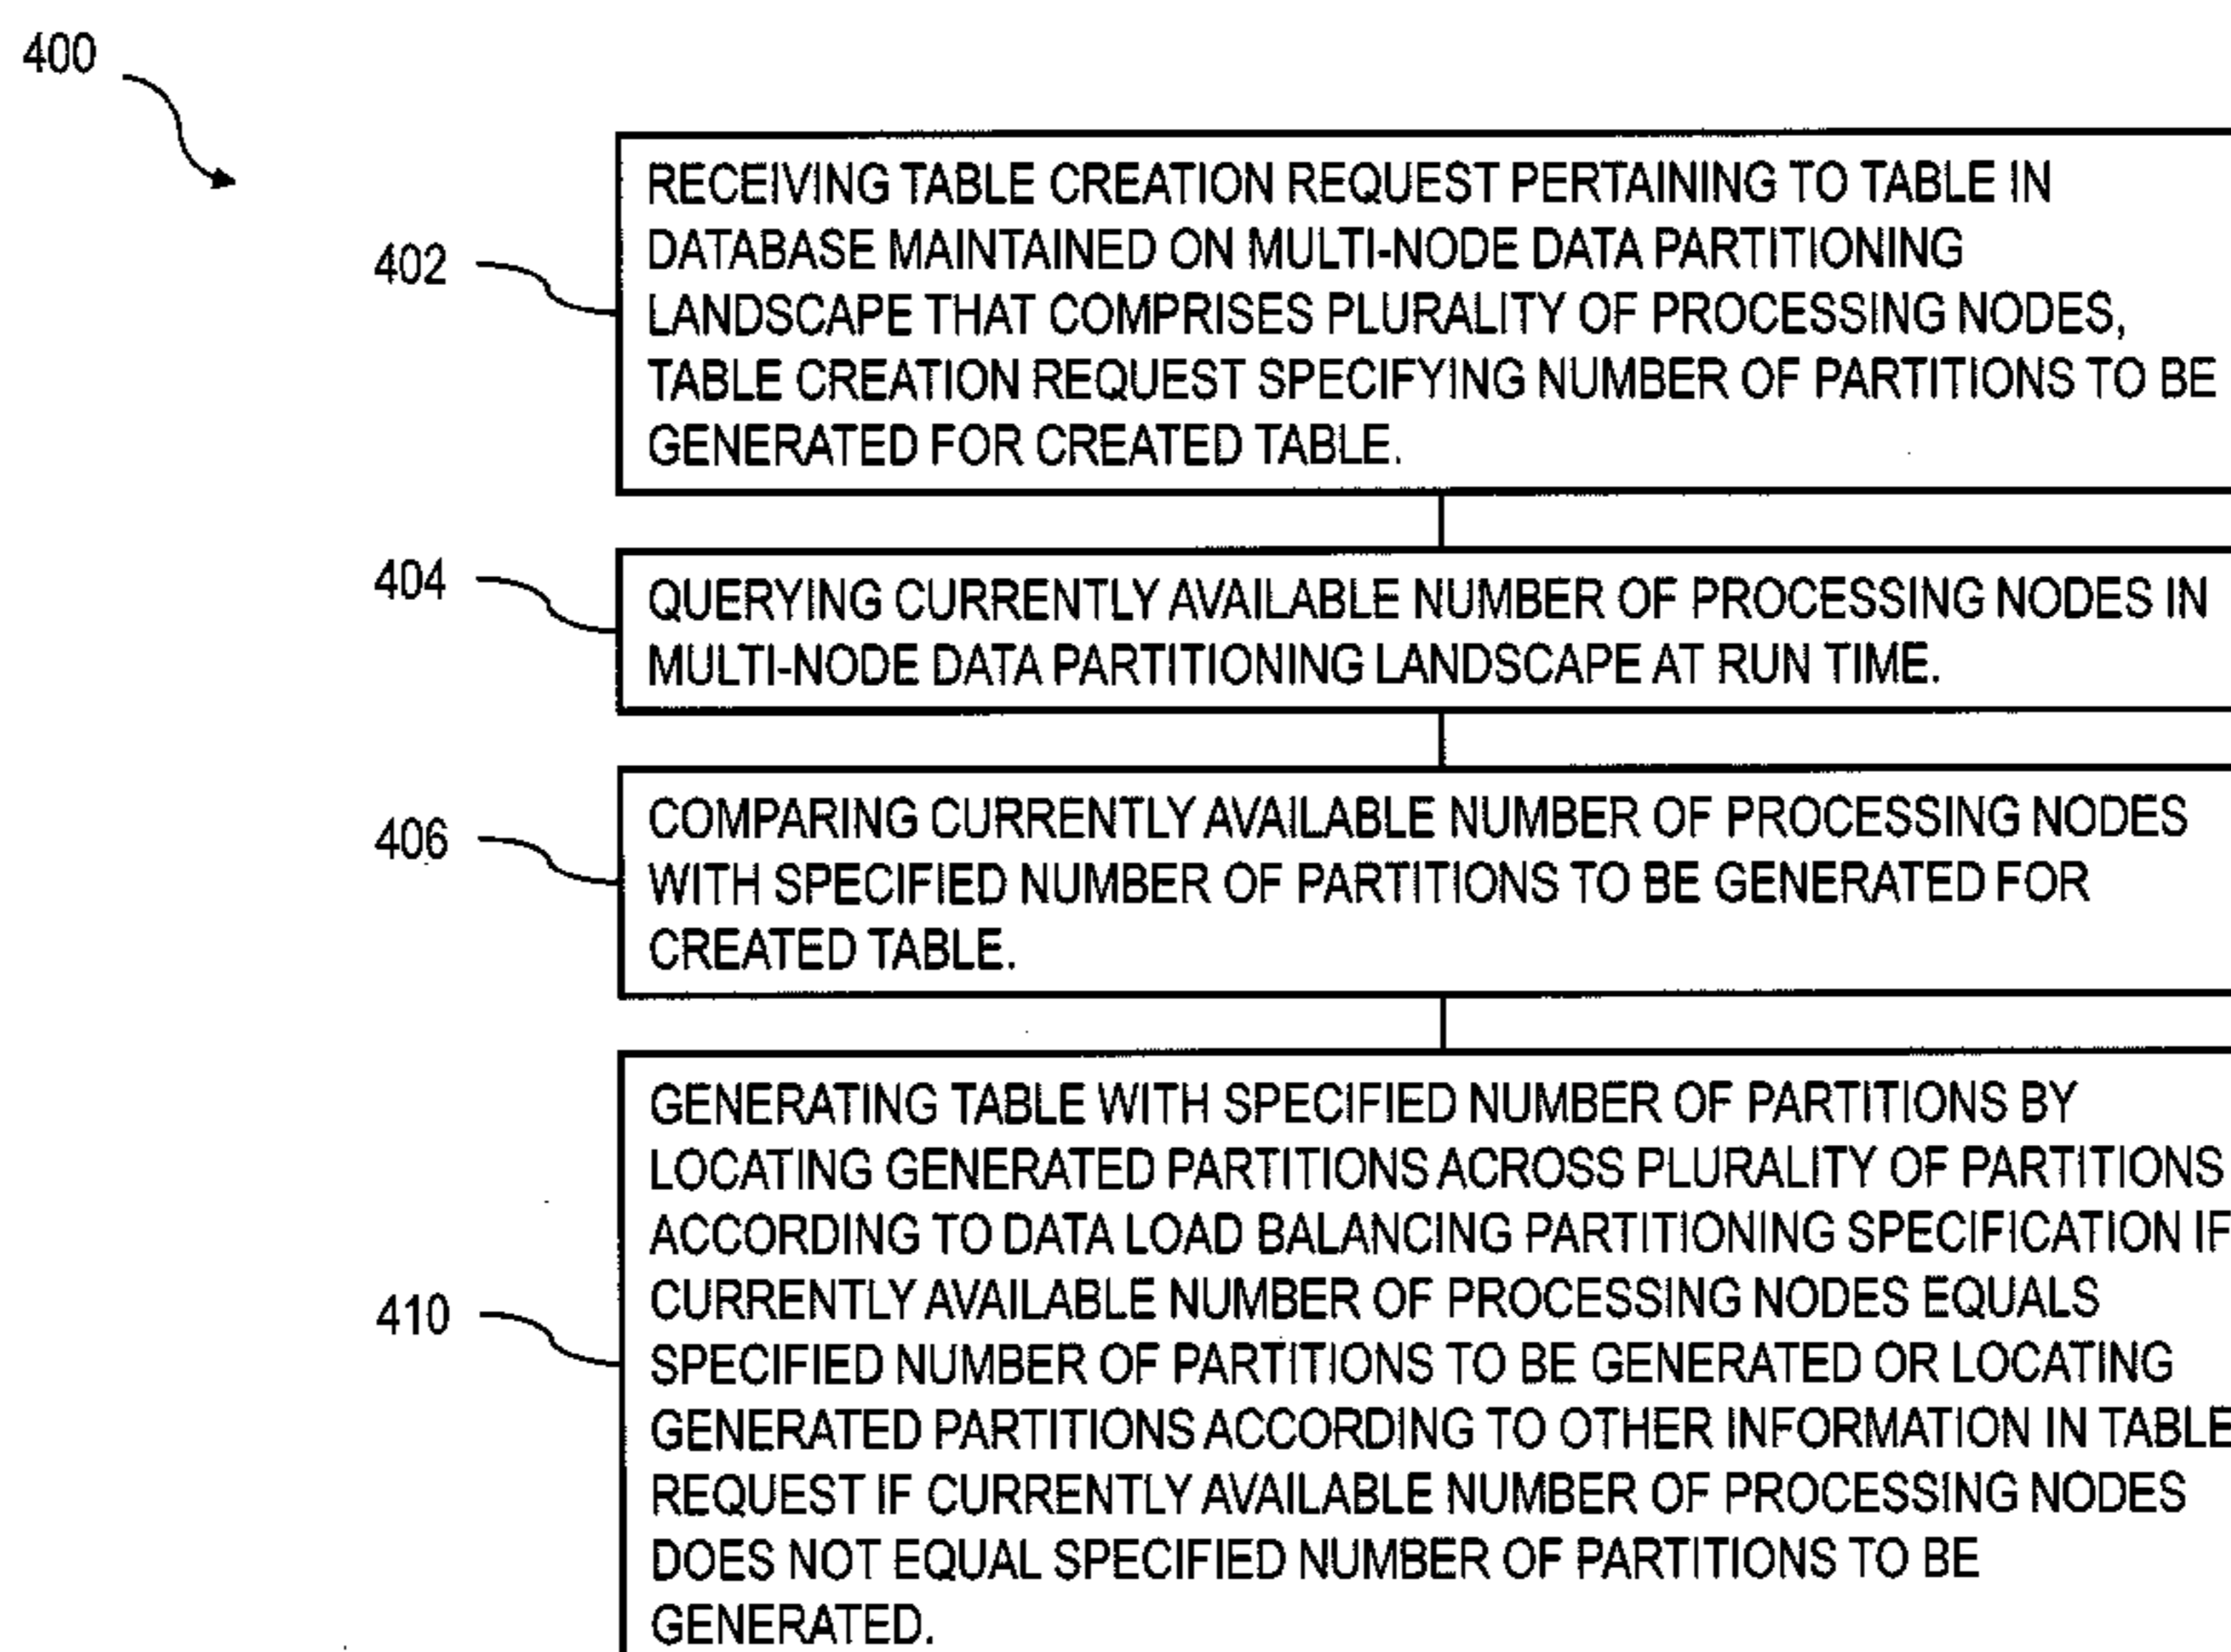 400
402
RECEIVING TABLE CREATION REQUEST PERTAINING TO TABLE IN
DATABASE MAINTAINED ON MULTI-NODE DATA PARTITIONING
LANDSCAPE THAT COMPRISES PLURALITY OF PROCESSING NODES,
TABLE CREATION REQUEST SPECIFYING NUMBER OF PARTITIONS TO BE
GENERATED FOR CREATED TABLE.
404
QUERYING CURRENTLY AVAILABLE NUMBER OF PROCESSING NODES IN
MULTI-NODE DATA PARTITIONING LANDSCAPE AT RUN TIME.
406
COMPARING CURRENTLY AVAILABLE NUMBER OF PROCESSING NODES
WITH SPECIFIED NUMBER OF PARTITIONS TO BE GENERATED FOR
CREATED TABLE.
410
GENERATING TABLE WITH SPECIFIED NUMBER OF PARTITIONS BY
LOCATING GENERATED PARTITIONS ACROSS PLURALITY OF PARTITIONS
ACCORDING TO DATA LOAD BALANCING PARTITIONING SPECIFICATION IF
CURRENTLY AVAILABLE NUMBER OF PROCESSING NODES EQUALS
SPECIFIED NUMBER OF PARTITIONS TO BE GENERATED OR LOCATING
GENERATED PARTITIONS ACCORDING TO OTHER INFORMATION IN TABLE
REQUEST IF CURRENTLY AVAILABLE NUMBER OF PROCESSING NODES
DOES NOT EQUAL SPECIFIED NUMBER OF PARTITIONS TO BE
GENERATED.